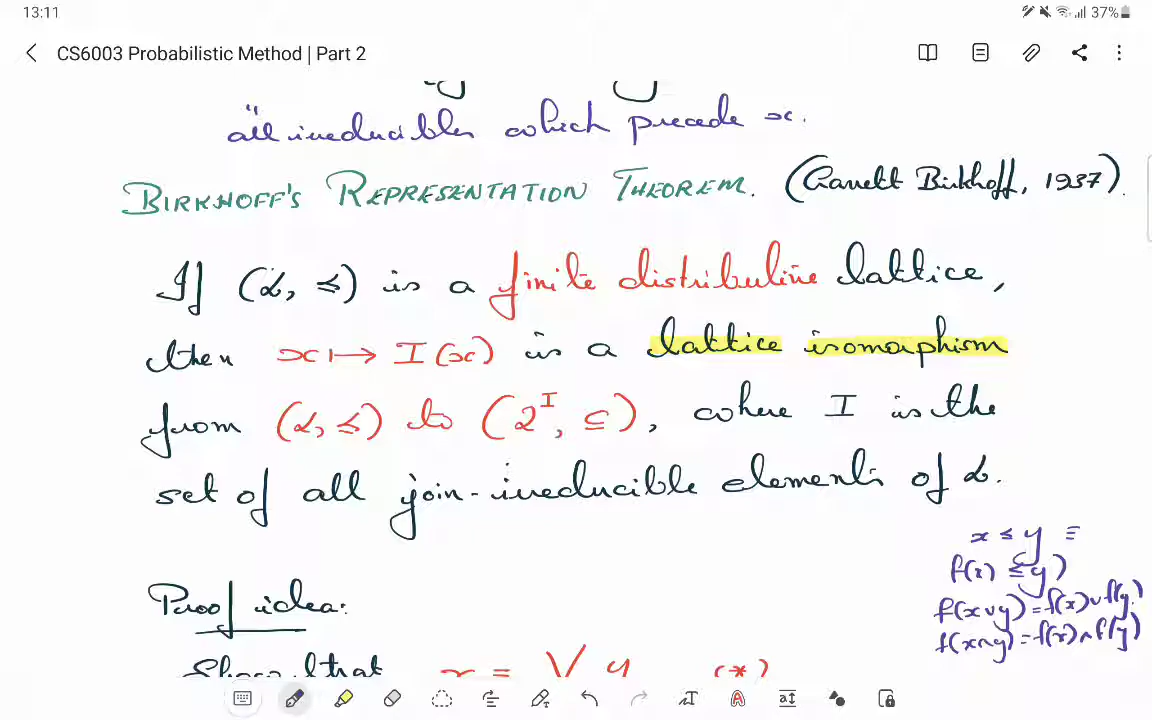 13:11
37%
CS6003 Probabilistic Method | Part 2
"all irreducibles which precede x.
BIRKHOFF'S REPRESENTATION THEOREM. (Garrett Birkhoff, 1937).
If (L, ≤) is a finite distributive lattice,
then x ↦ I(x) is a lattice isomorphism
from (L, ≤) to (2^I, ⊆), where I is the
set of all join-irreducible elements of L.
x ≤ y ≡
f(x) ≤ y)
f(x∨y) = f(x)∨f(y)
f(x∧y) = f(x)∧f(y)
Proof idea:
Show that x = ∨ y (*)